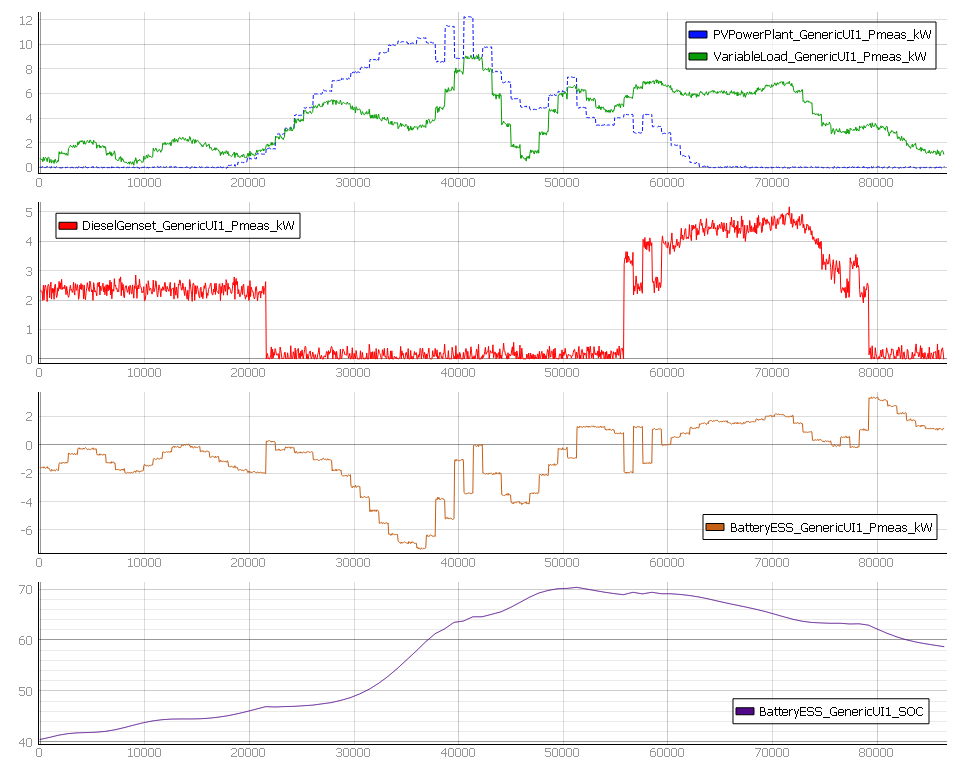 12
10
8
6
4
2
0
PVPowerPlant_GenericUI1_Pmeas_kW
VariableLoad_GenericUI1_Pmeas_kW
0 10000 20000 30000 40000 50000 60000 70000 80000
5
4
3
2
1
0
DieselGenset_GenericUI1_Pmeas_kW
0 10000 20000 30000 40000 50000 60000 70000 80000
2
0
-2
-4
-6
BatteryESS_GenericUI1_Pmeas_kW
0 10000 20000 30000 40000 50000 60000 70000 80000
70
60
50
40
BatteryESS_GenericUI1_SOC
0 10000 20000 30000 40000 50000 60000 70000 80000